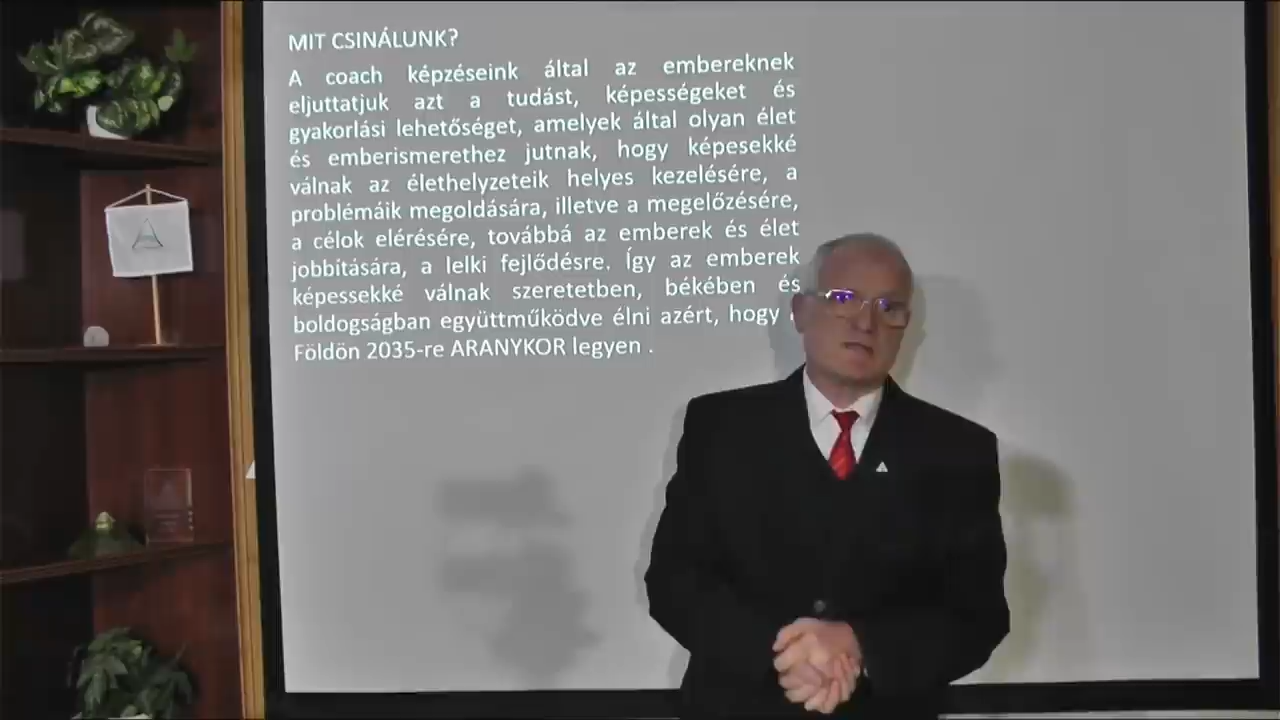 MIT CSINÁLUNK?
A coach képzéseink által az embereknek
eljuttatjuk azt a tudást, képességeket és
gyakorlási lehetőséget, amelyek által olyan élet
és emberismerethez jutnak, hogy képesekké
válnak az élethelyzeteik helyes kezelésére, a
problémáik megoldására, illetve a megelőzésére,
a célok elérésére, továbbá az emberek és élet
jobbítására, a lelki fejlődésre. Így az emberek
képessekké válnak szeretetben, békében és
boldogságban együttműködve élni azért, hogy
Földön 2035-re ARANYKOR legyen .